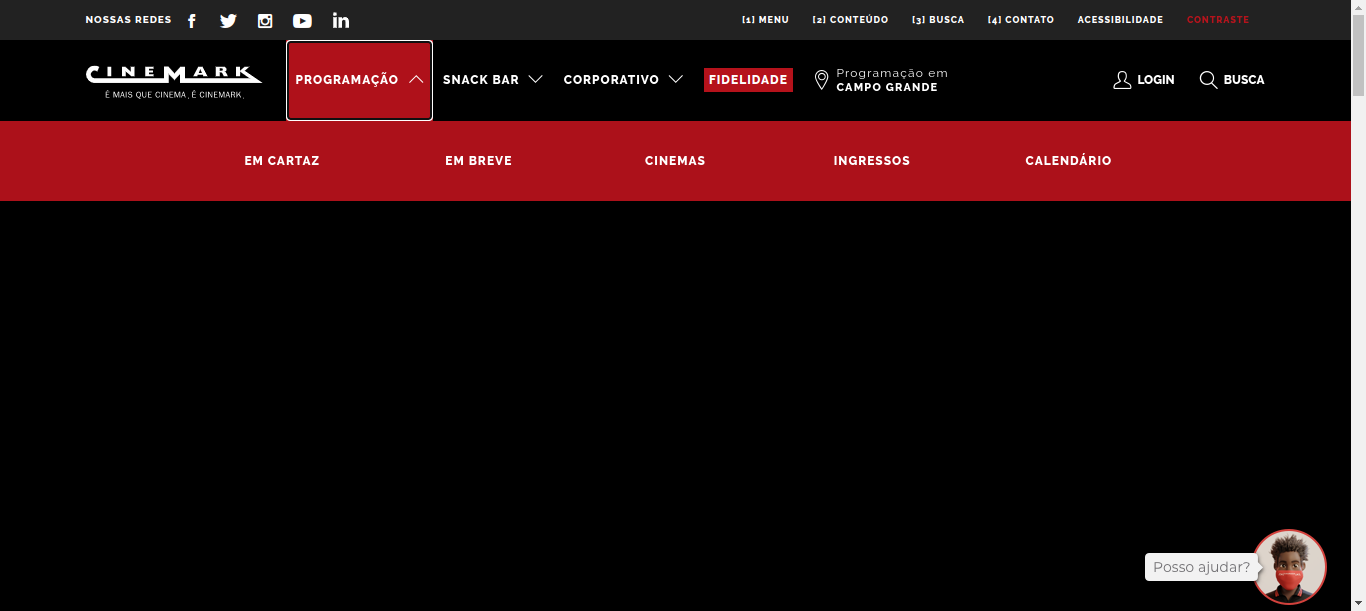 NOSSAS REDES
[1] MENU
[2] CONTEÚDO
[3] BUSCA
[4] CONTATO
ACESSIBILIDADE
CONTRASTE
CINEMARK
É MAIS QUE CINEMA, É CINEMARK.
PROGRAMAÇÃO
SNACK BAR
CORPORATIVO
FIDELIDADE
Programação em
CAMPO GRANDE
LOGIN
BUSCA
EM CARTAZ
EM BREVE
CINEMAS
INGRESSOS
CALENDÁRIO
Posso ajudar?